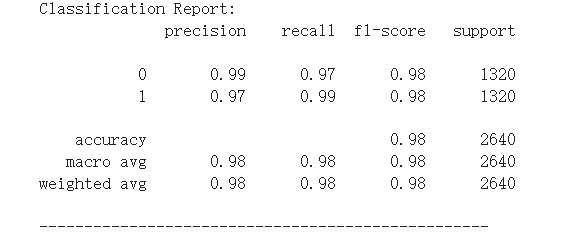 Classification Report:
precision recall f1-score support
0 0.99 0.97 0.98 1320
1 0.97 0.99 0.98 1320
accuracy 0.98 2640
macro avg 0.98 0.98 0.98 2640
weighted avg 0.98 0.98 0.98 2640
--------------------------------------------------